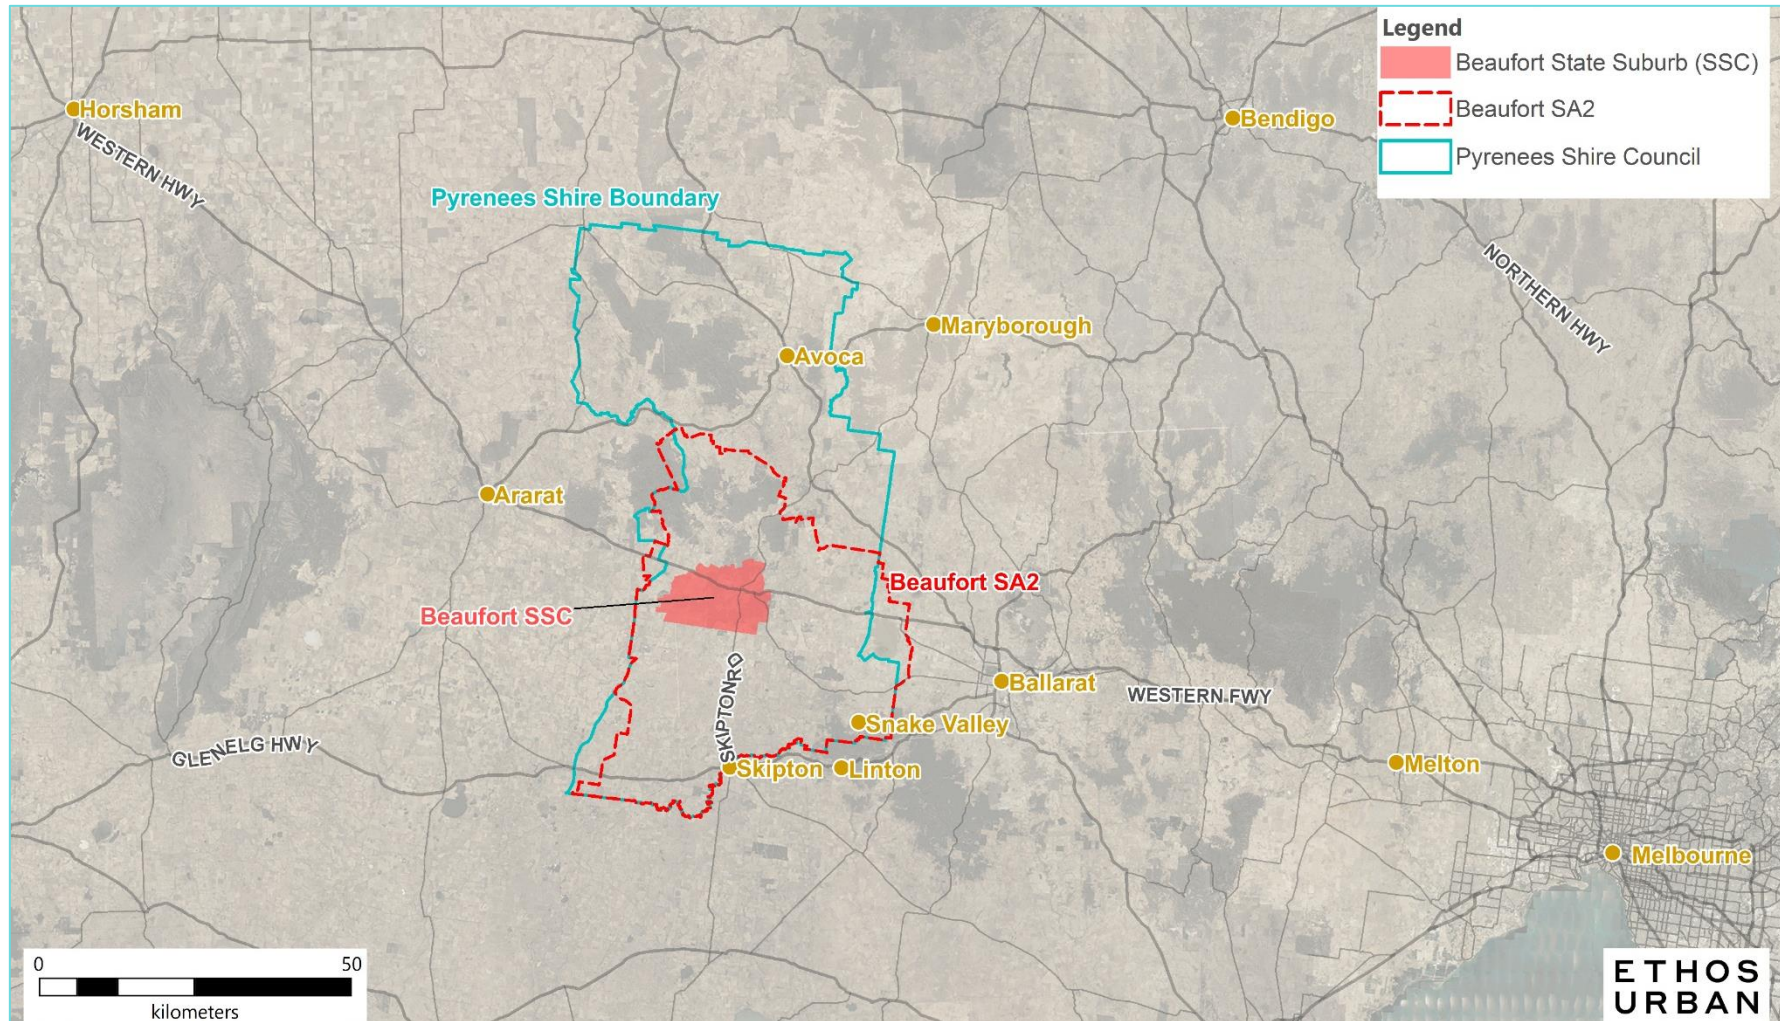 Legend
Beaufort State Suburb (SSC)
Beaufort SA2
Pyrenees Shire Council
Horsham
WESTERN HWY
Bendigo
Pyrenees Shire Boundary
NORTHERN HWY
Maryborough
Avoca
Ararat
Beaufort SA2
Beaufort SSC
SKIPTON RD
Ballarat
WESTERN FWY
Snake Valley
GLENELG HWY
Skipton
Linton
Melton
Melbourne
0 50
kilometers
ETHOS
URBAN